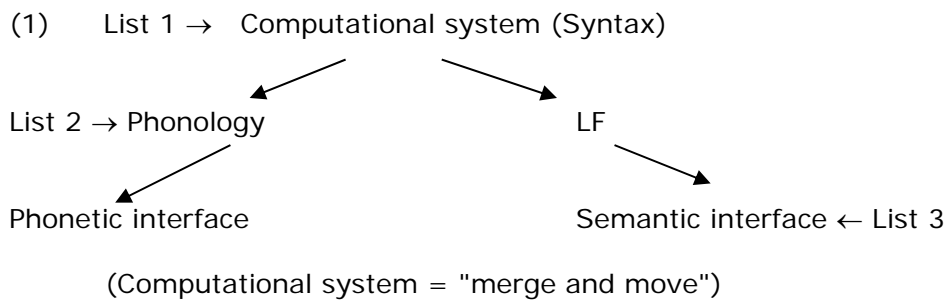 (1) List 1 → Computational system (Syntax)
List 2 → Phonology LF
Phonetic interface Semantic interface ← List 3
(Computational system = "merge and move")